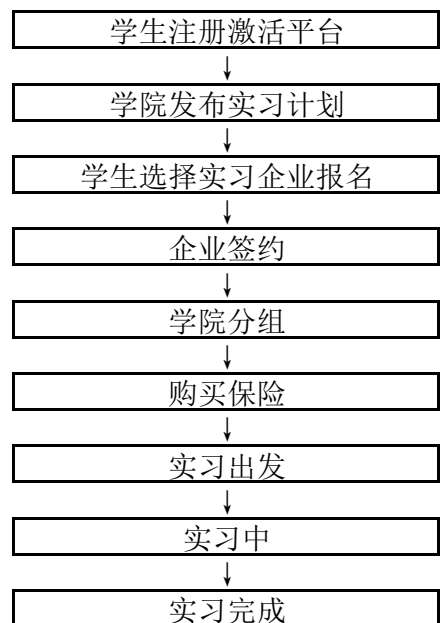 学生注册激活平台
↓
学院发布实习计划
↓
学生选择实习企业报名
↓
企业签约
↓
学院分组
↓
购买保险
↓
实习出发
↓
实习中
↓
实习完成